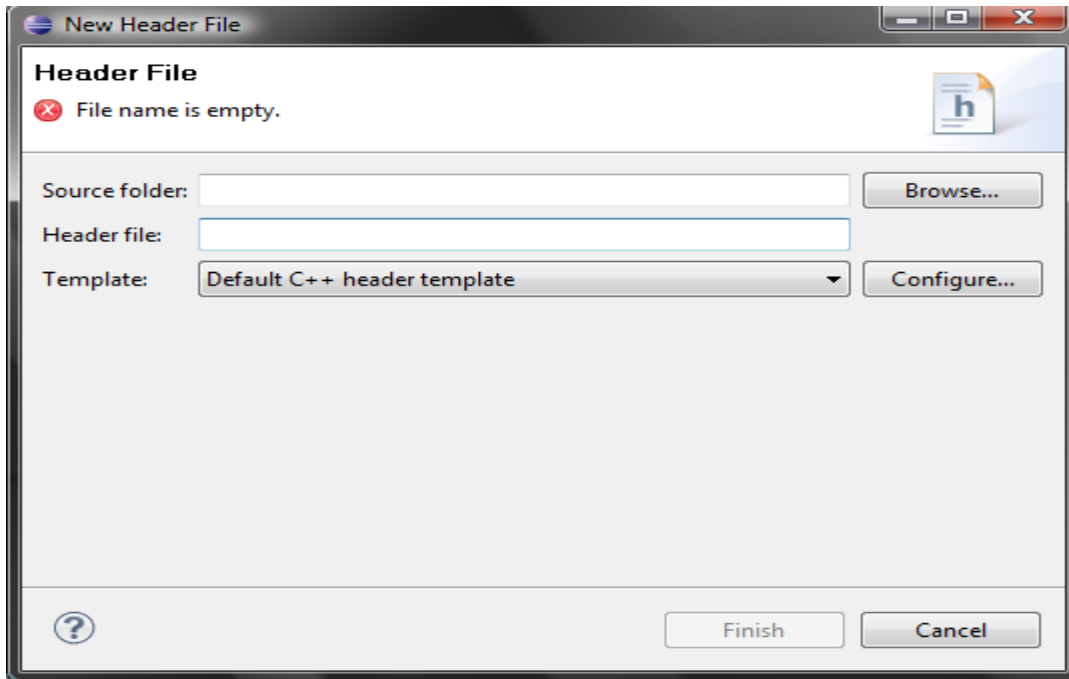 New Header File
Header File
File name is empty.
h
Source folder:
Browse...
Header file:
Template:
Default C++ header template
Configure...
?
Finish
Cancel